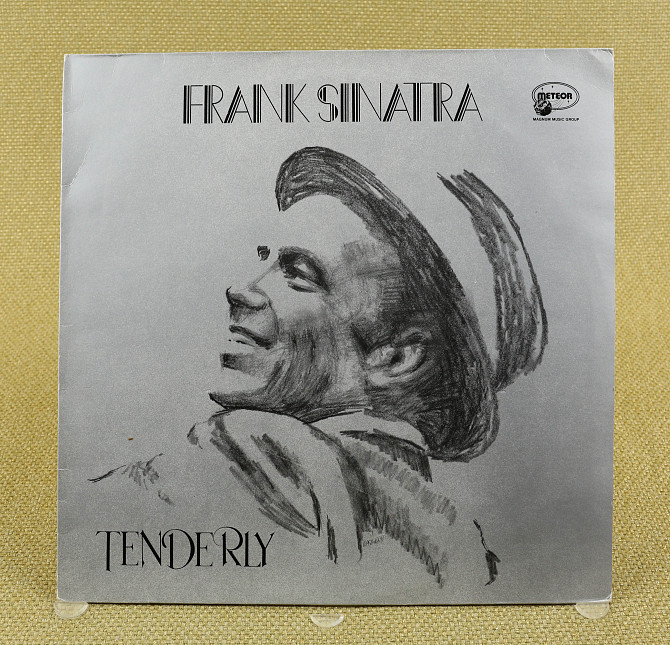 FRANK SINATRA
METEOR
MAGNUM MUSIC GROUP
TENDERLY